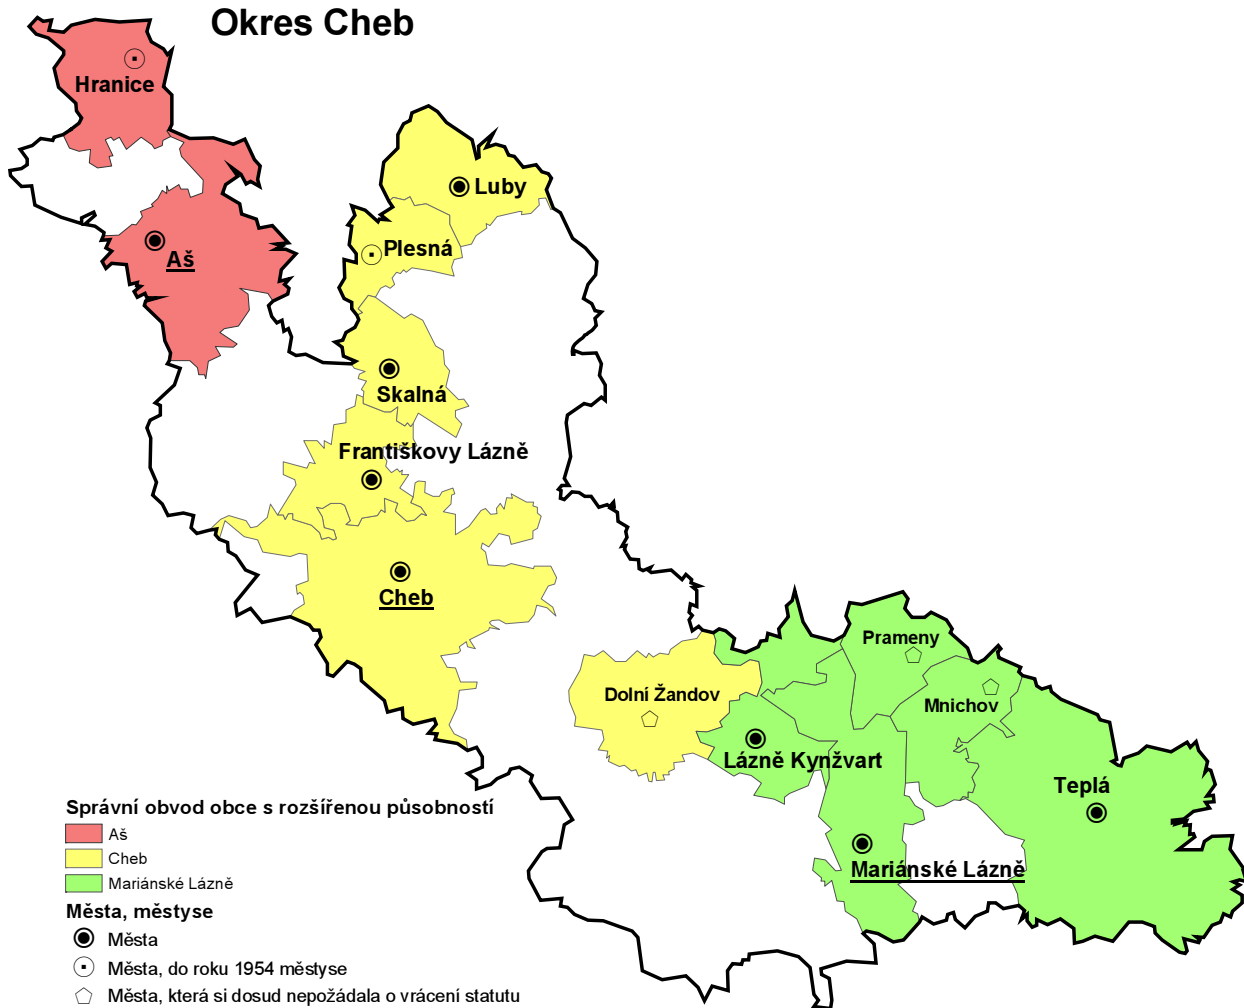 Okres Cheb
Hranice
Luby
Aš
Plesná
Skalná
Františkovy Lázně
Cheb
Prameny
Dolní Žandov
Mnichov
Lázně Kynžvart
Teplá
Mariánské Lázně
Správní obvod obce s rozšířenou působností
Aš
Cheb
Mariánské Lázně
Města, městyse
Města
Města, do roku 1954 městyse
Města, která si dosud nepožádala o vrácení statutu